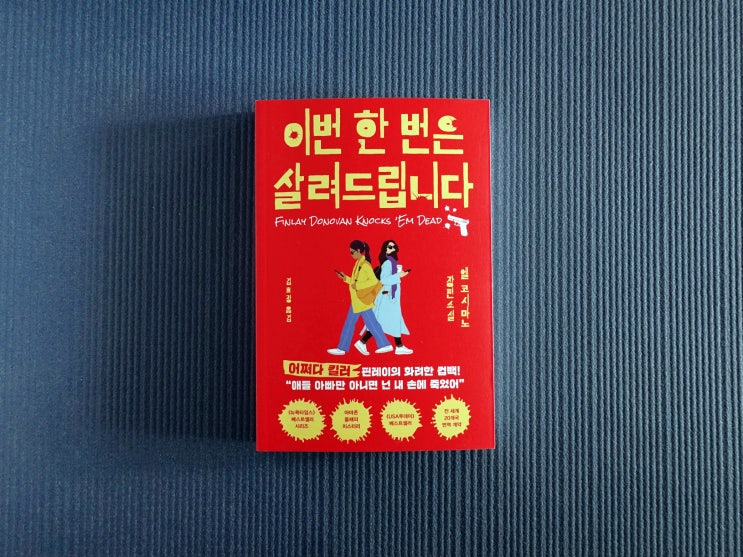 이번 한 번은
살려드립니다
FINLAY DONOVAN KNOCKS 'EM DEAD
엘 코시마노
장편소설
김효정 옮김
어쩌다 킬러
핀레이의 화려한 컴백!
“애들 아빠만 아니면 넌 내 손에 죽었어”
《뉴욕타임스》
베스트셀러
시리즈
아마존
올해의
미스터리
《USA투데이》
베스트셀러
전 세계
20개국
번역 계약